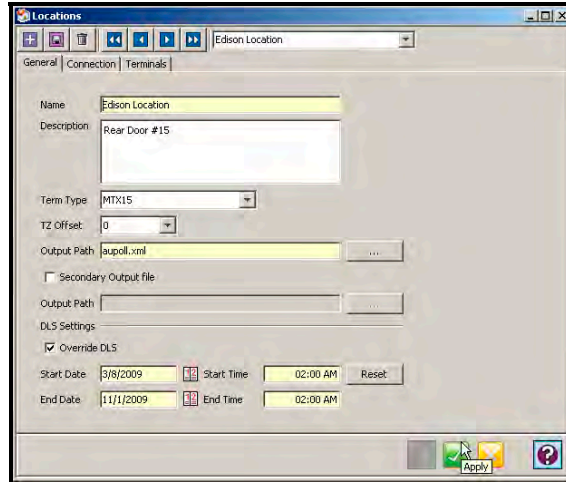 Locations
Edison Location
General Connection Terminals
Name Edison Location
Description Rear Door #15
Term Type MTX15
TZ Offset 0
Output Path aupoll.xml ...
Secondary Output file
Output Path ...
DLS Settings
Override DLS
Start Date 3/8/2009 12 Start Time 02:00 AM Reset
End Date 11/1/2009 12 End Time 02:00 AM
?
Apply